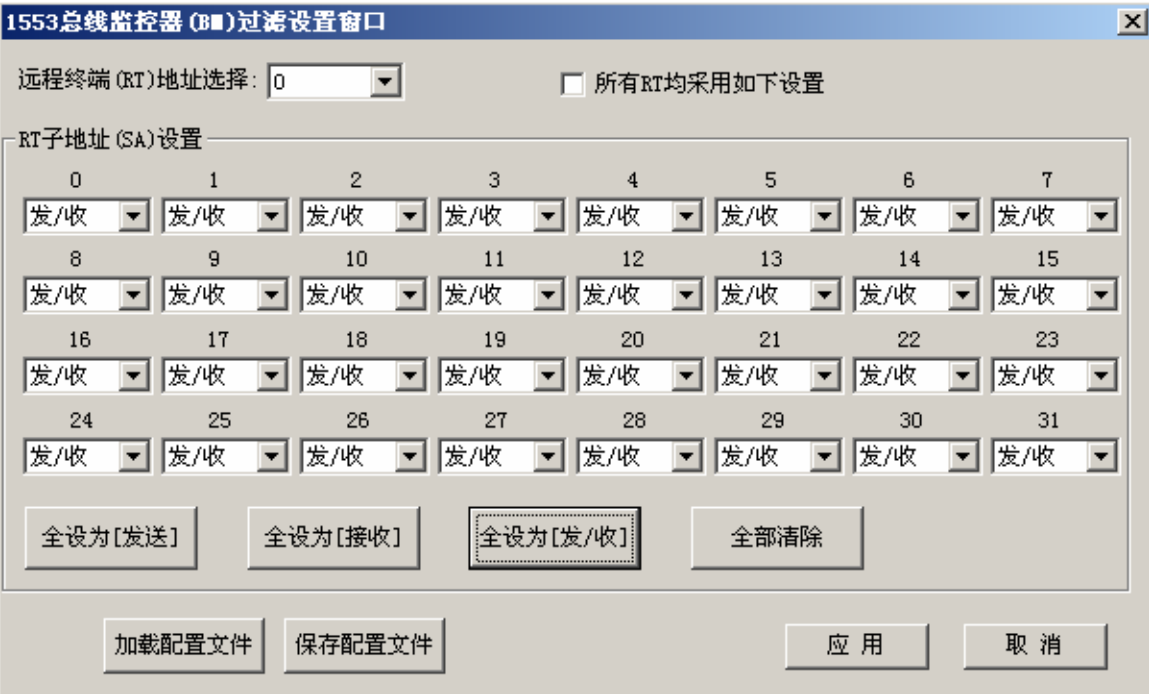 1553总线监控器(BM)过滤设置窗口
远程终端(RT)地址选择: 0 所有RT均采用如下设置
RT子地址(SA)设置
0 1 2 3 4 5 6 7
发/收 发/收 发/收 发/收 发/收 发/收 发/收 发/收
8 9 10 11 12 13 14 15
发/收 发/收 发/收 发/收 发/收 发/收 发/收 发/收
16 17 18 19 20 21 22 23
发/收 发/收 发/收 发/收 发/收 发/收 发/收 发/收
24 25 26 27 28 29 30 31
发/收 发/收 发/收 发/收 发/收 发/收 发/收 发/收
全设为[发送] 全设为[接收] 全设为[发/收] 全部清除
加载配置文件 保存配置文件 应 用 取 消